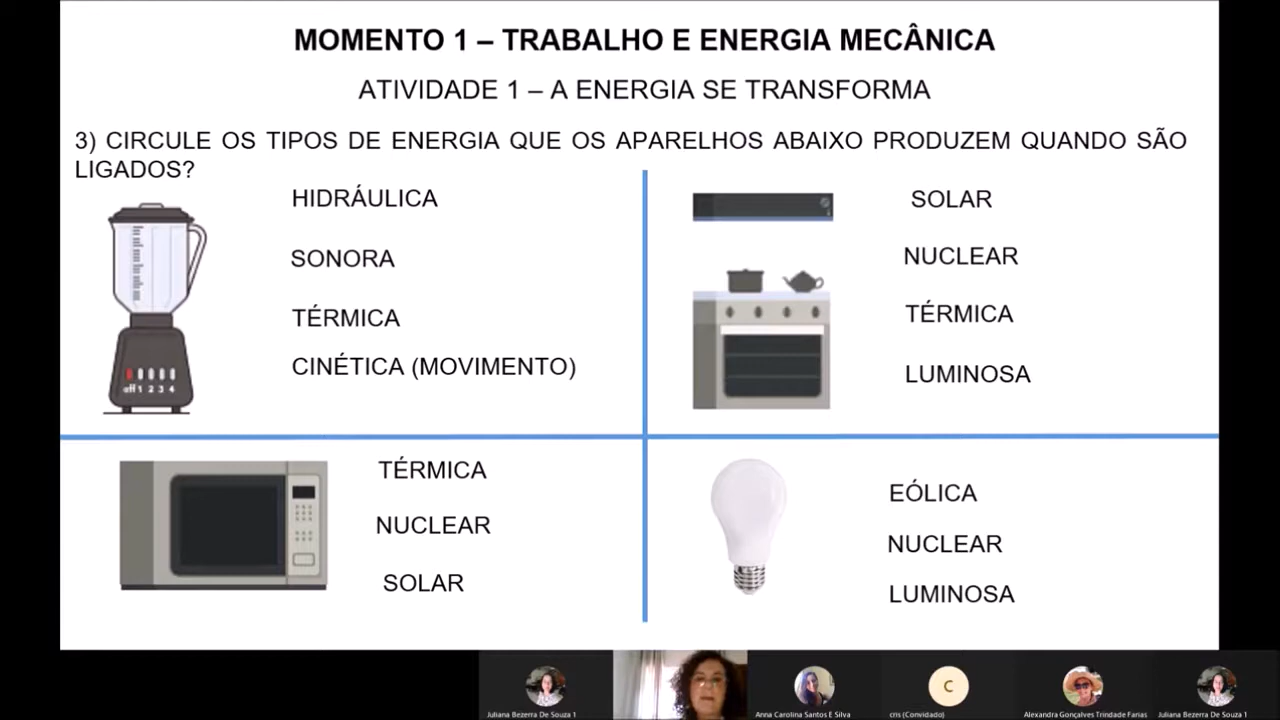 MOMENTO 1 – TRABALHO E ENERGIA MECÂNICA
ATIVIDADE 1 – A ENERGIA SE TRANSFORMA
3) CIRCULE OS TIPOS DE ENERGIA QUE OS APARELHOS ABAIXO PRODUZEM QUANDO SÃO
LIGADOS?
HIDRÁULICA
SONORA
TÉRMICA
CINÉTICA (MOVIMENTO)
off 1 2 3 4
SOLAR
NUCLEAR
TÉRMICA
LUMINOSA
TÉRMICA
NUCLEAR
SOLAR
EÓLICA
NUCLEAR
LUMINOSA
C
Juliana Bezerra De Souza 1
Anna Carolina Santos E Silva
cris (Convidado)
Alexandra Gonçalves Trindade Farias
Juliana Bezerra De Souza 1